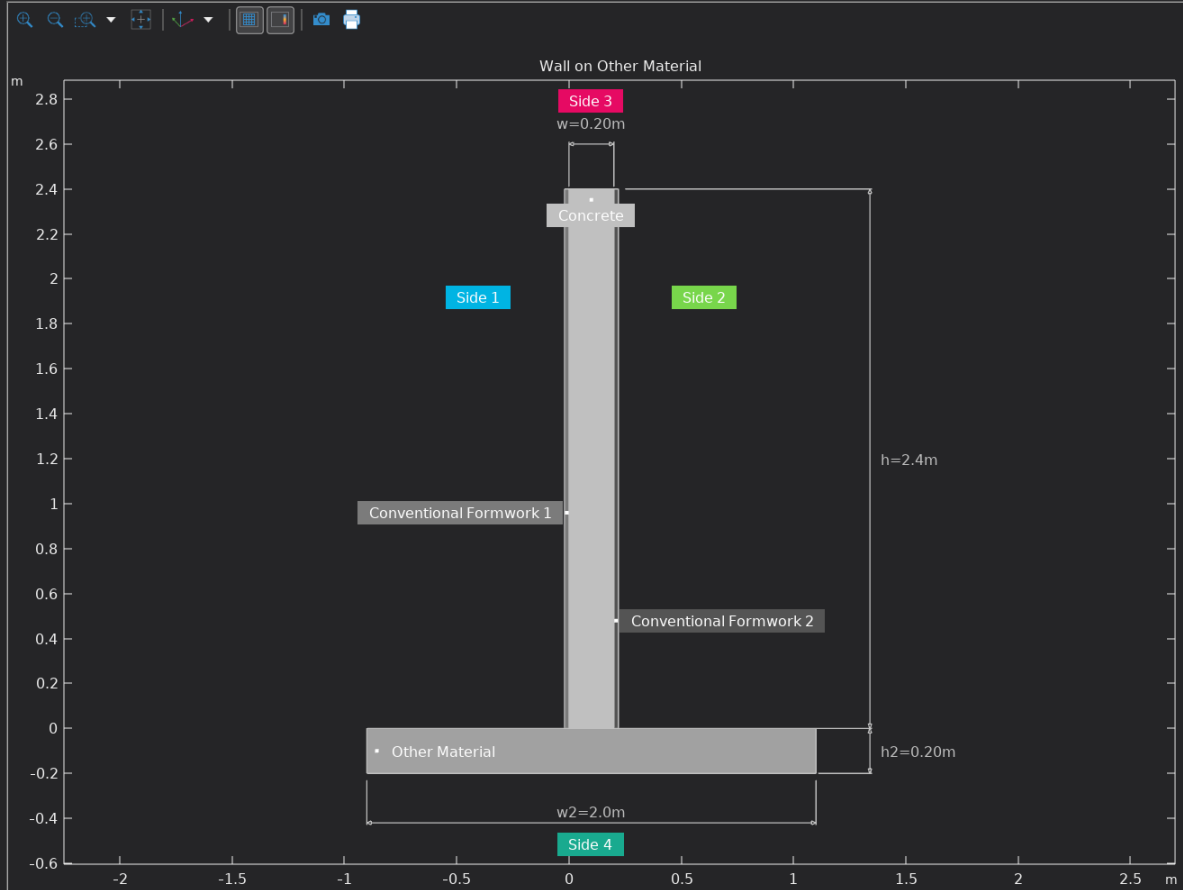 Wall on Other Material
m
2.8
Side 3
w=0.20m
2.6
2.4
Concrete
2.2
2
Side 1
Side 2
1.8
1.6
1.4
1.2
h=2.4m
1
Conventional Formwork 1
0.8
0.6
Conventional Formwork 2
0.4
0.2
0
Other Material
h2=0.20m
-0.2
w2=2.0m
-0.4
Side 4
-0.6
-2 -1.5 -1 -0.5 0 0.5 1 1.5 2 2.5 m